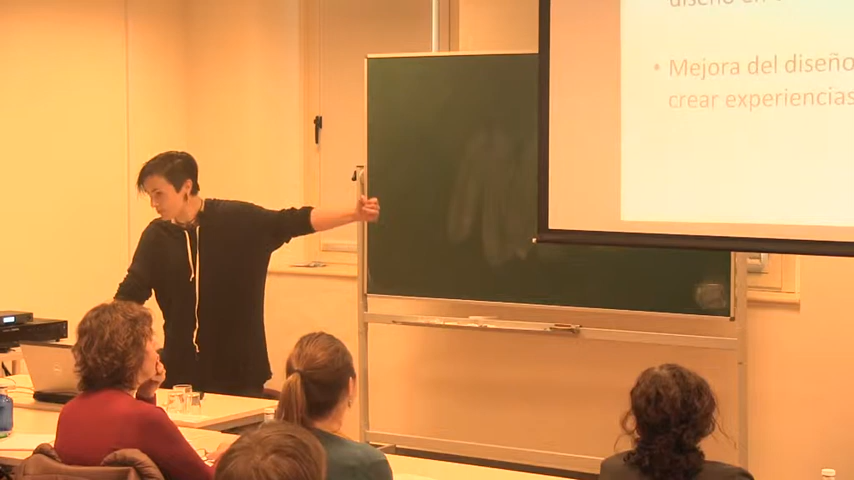 diseño en
• Mejora del diseño
crear experiencias